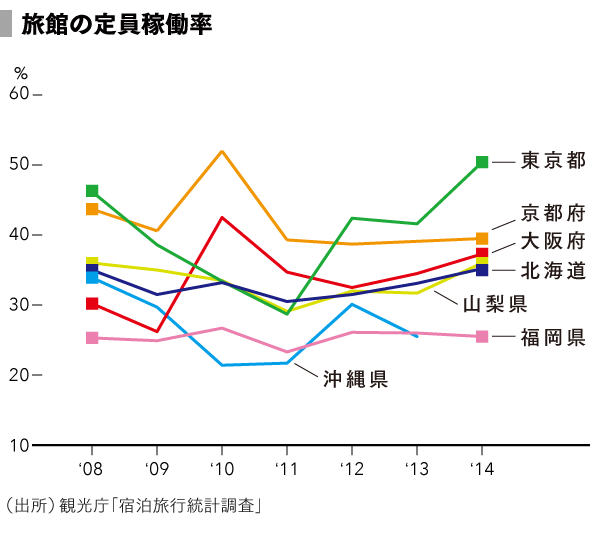 旅館の定員稼働率
%
60
50
40
30
20
10
東京都
京都府
大阪府
北海道
山梨県
福岡県
沖縄県
‘08 ‘09 ‘10 ‘11 ‘12 ‘13 ‘14
（出所）観光庁「宿泊旅行統計調査」